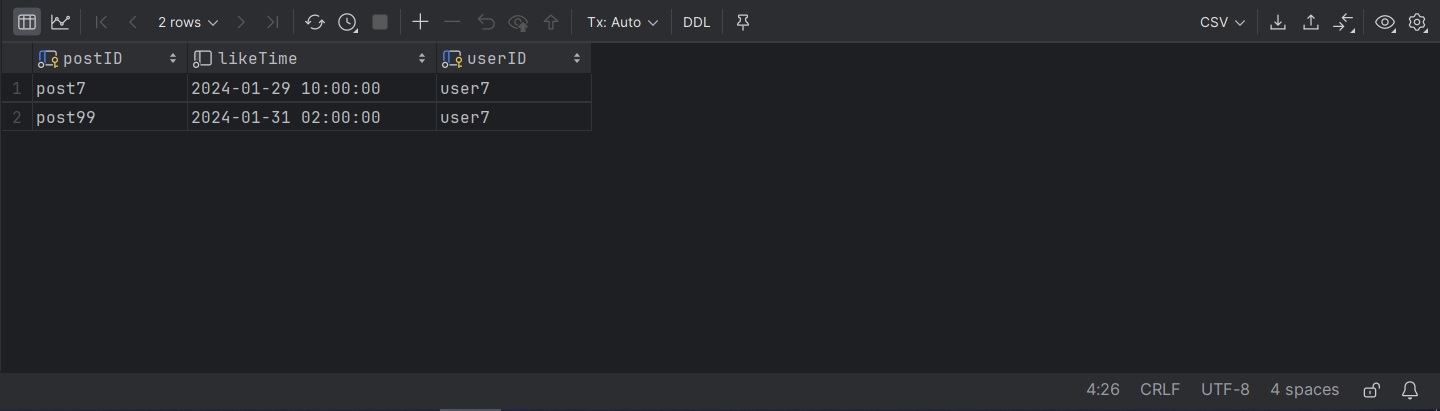 2 rows Tx: Auto DDL CSV
postID likeTime userID
1 post7 2024-01-29 10:00:00 user7
2 post99 2024-01-31 02:00:00 user7
4:26 CRLF UTF-8 4 spaces